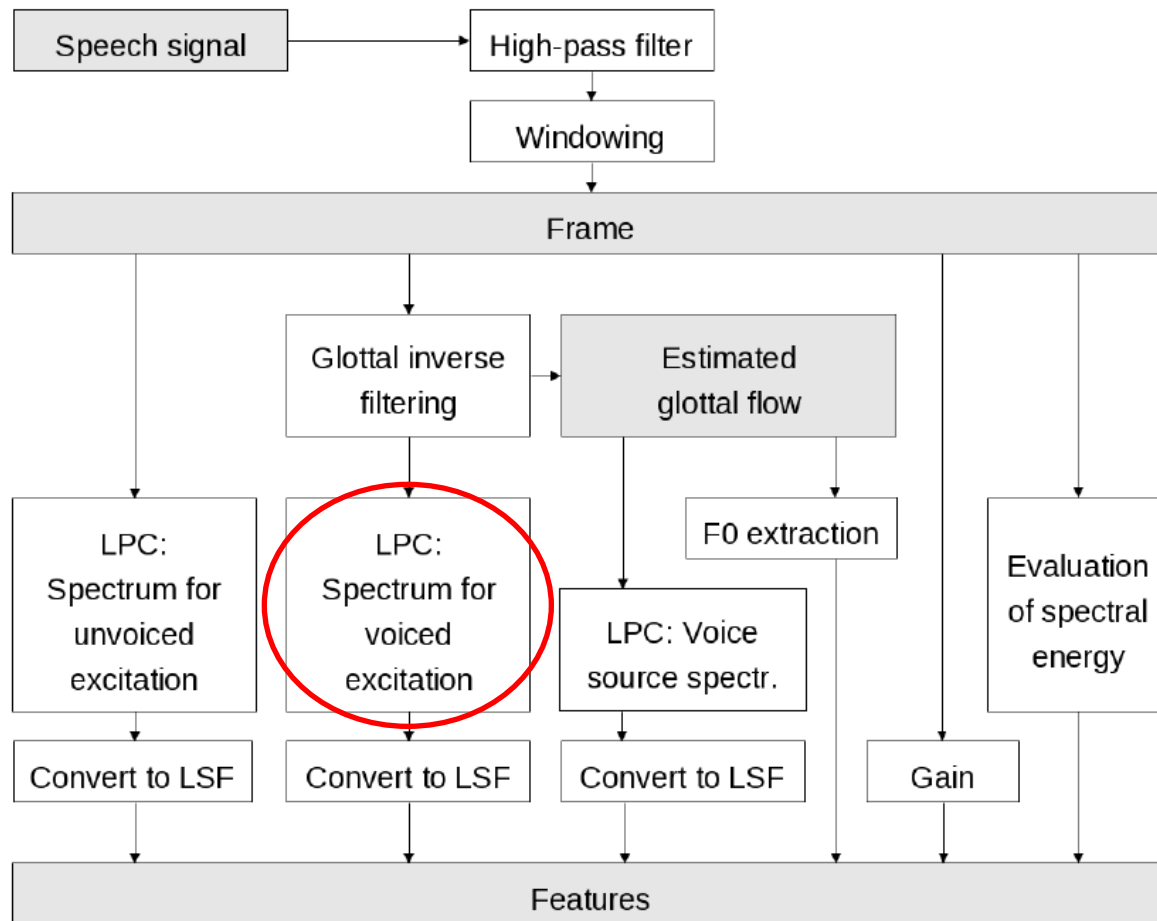 Speech signal
High-pass filter
Windowing
Frame
Glottal inverse
filtering
Estimated
glottal flow
LPC:
Spectrum for
unvoiced
excitation
LPC:
Spectrum for
voiced
excitation
LPC: Voice
source spectr.
F0 extraction
Evaluation
of spectral
energy
Convert to LSF
Convert to LSF
Convert to LSF
Gain
Features